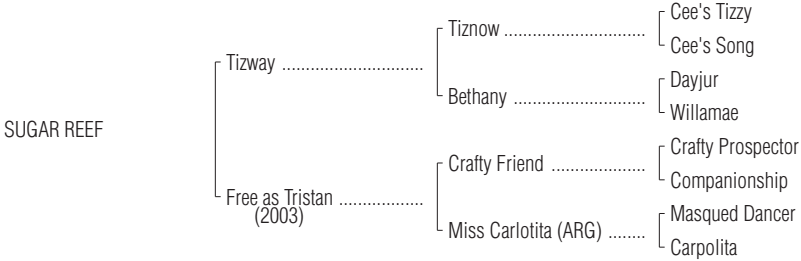 Cee's Tizzy
Tiznow ..............................
Cee's Song
Tizway ..............................
Dayjur
Bethany ............................
Willamae
SUGAR REEF
Crafty Prospector
Crafty Friend ....................
Companionship
Free as Tristan ..................
(2003)
Masqued Dancer
Miss Carlotita (ARG) ........
Carpolita